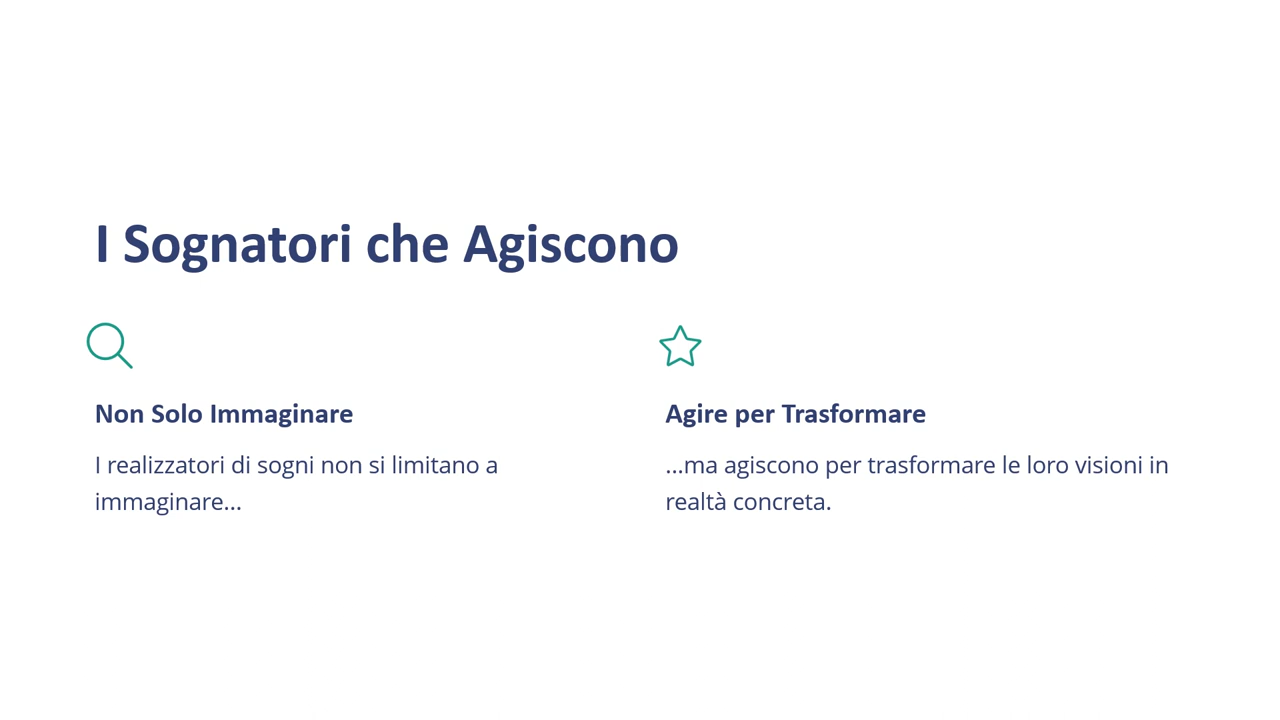 I Sognatori che Agiscono
Non Solo Immaginare
I realizzatori di sogni non si limitano a
immaginare...
Agire per Trasformare
...ma agiscono per trasformare le loro visioni in
realtà concreta.